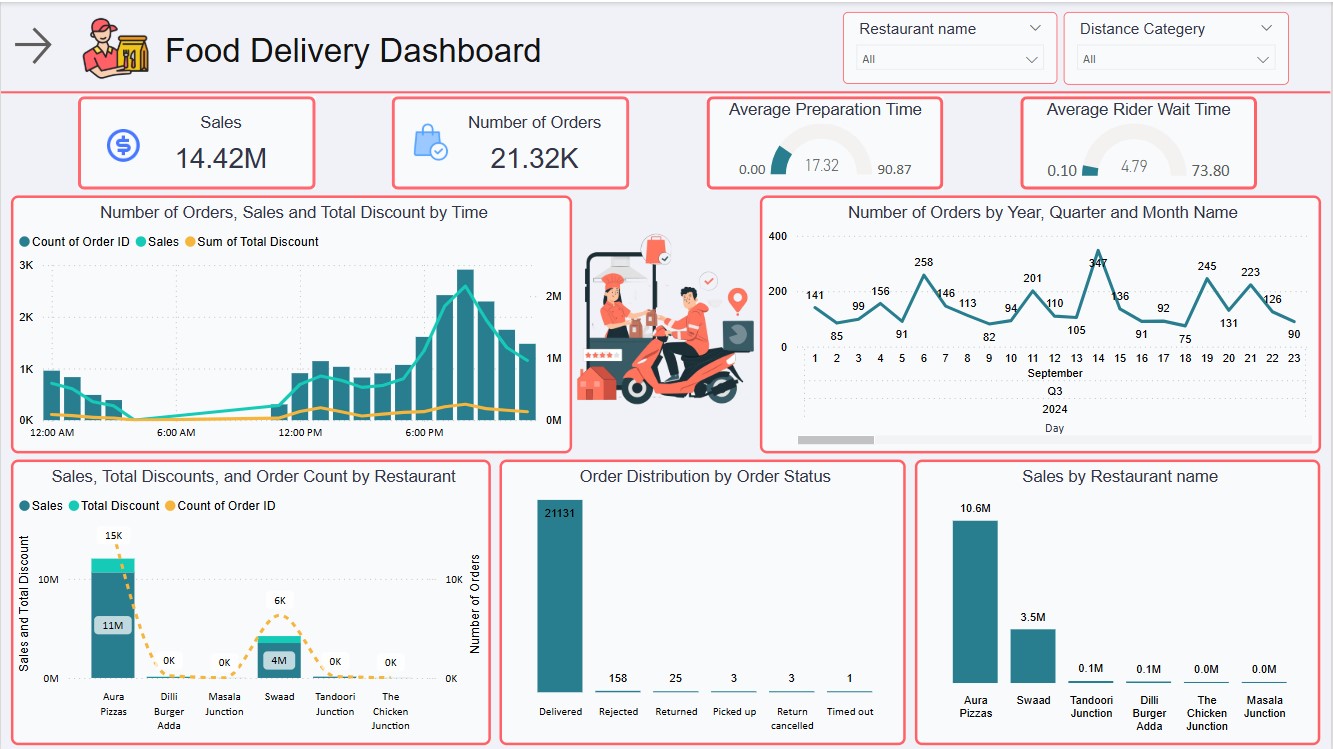 Food Delivery Dashboard
Restaurant name
All
Distance Category
All
Sales
14.42M
Number of Orders
21.32K
Average Preparation Time
0.00 17.32 90.87
Average Rider Wait Time
0.10 4.79 73.80
Number of Orders, Sales and Total Discount by Time
Count of Order ID Sales Sum of Total Discount
3K
2M
2K
1K 1M
0K 0M
12:00 AM 6:00 AM 12:00 PM 6:00 PM
Number of Orders by Year, Quarter and Month Name
400
200
0
141 85 99 156 91 258 146 113 82 94 201 110 105 347 136 91 92 75 245 131 223 126 90
1 2 3 4 5 6 7 8 9 10 11 12 13 14 15 16 17 18 19 20 21 22 23
September
Q3
2024
Day
Sales, Total Discounts, and Order Count by Restaurant
Sales Total Discount Count of Order ID
Sales and Total Discount
10M
0M
15K 0K 0K 6K 0K 0K
11M 4M
10K
0K
Number of Orders
Aura Pizzas
Dilli Burger Adda
Masala Junction
Swaad
Tandoori Junction
The Chicken Junction
Order Distribution by Order Status
21131 158 25 3 3 1
Delivered Rejected Returned Picked up Return cancelled Timed out
Sales by Restaurant name
10.6M 3.5M 0.1M 0.1M 0.0M 0.0M
Aura Pizzas
Swaad
Tandoori Junction
Dilli Burger Adda
The Chicken Junction
Masala Junction